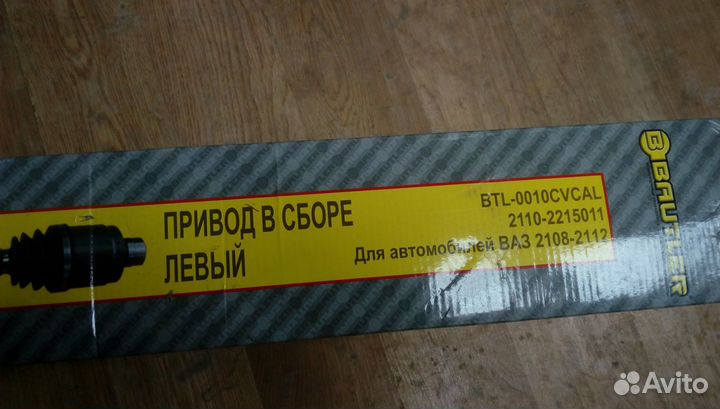 ПРИВОД В СБОРЕ
ЛЕВЫЙ
BTL-0010CVCAL
2110-2215011
Для автомобилей ВАЗ 2108-2112
B BAUTLER
Avito